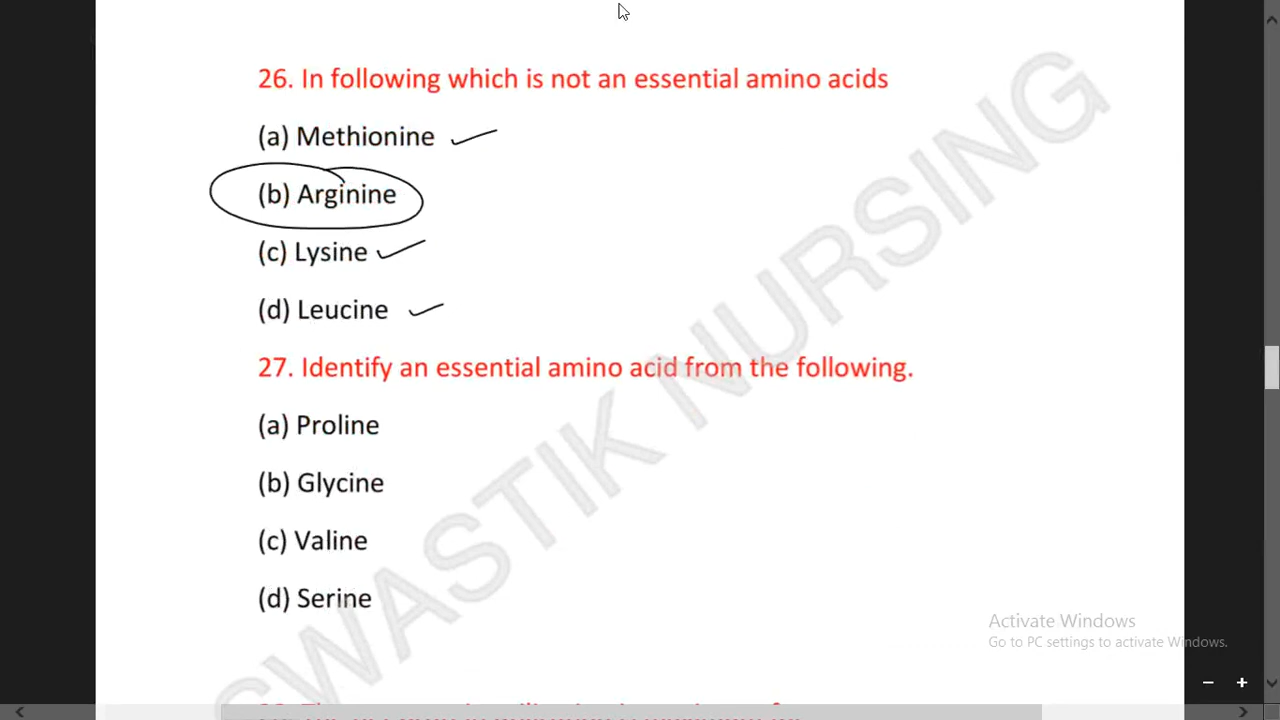 26. In following which is not an essential amino acids
(a) Methionine
(b) Arginine
(c) Lysine
(d) Leucine
27. Identify an essential amino acid from the following.
(a) Proline
(b) Glycine
(c) Valine
(d) Serine
SWASTIK NURSING
Activate Windows
Go to PC settings to activate Windows.